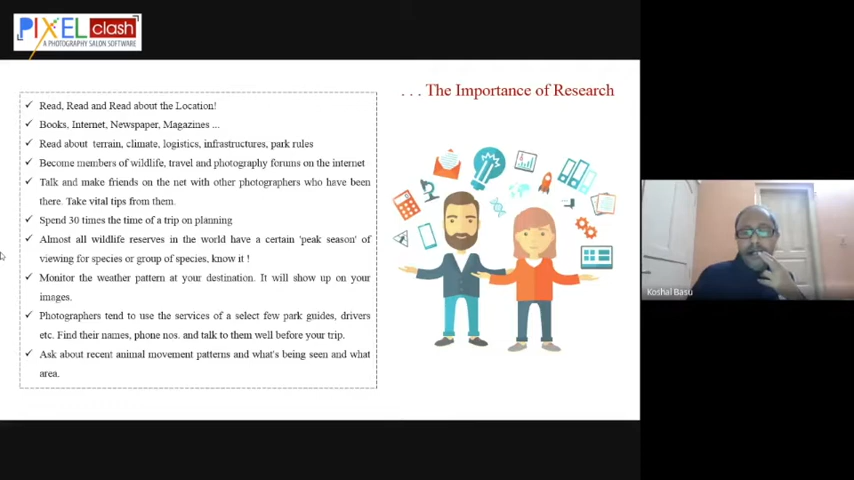 PIXEL clash
A PHOTOGRAPHY SALON SOFTWARE
. . . The Importance of Research
Read, Read and Read about the Location!
Books, Internet, Newspaper, Magazines ...
Read about terrain, climate, logistics, infrastructures, park rules
Become members of wildlife, travel and photography forums on the internet
Talk and make friends on the net with other photographers who have been
there. Take vital tips from them.
Spend 30 times the time of a trip on planning
Almost all wildlife reserves in the world have a certain 'peak season' of
viewing for species or group of species, know it !
Monitor the weather pattern at your destination. It will show up on your
images.
Photographers tend to use the services of a select few park guides, drivers
etc. Find their names, phone nos. and talk to them well before your trip.
Ask about recent animal movement patterns and what's being seen and what
area.
Koshal Basu